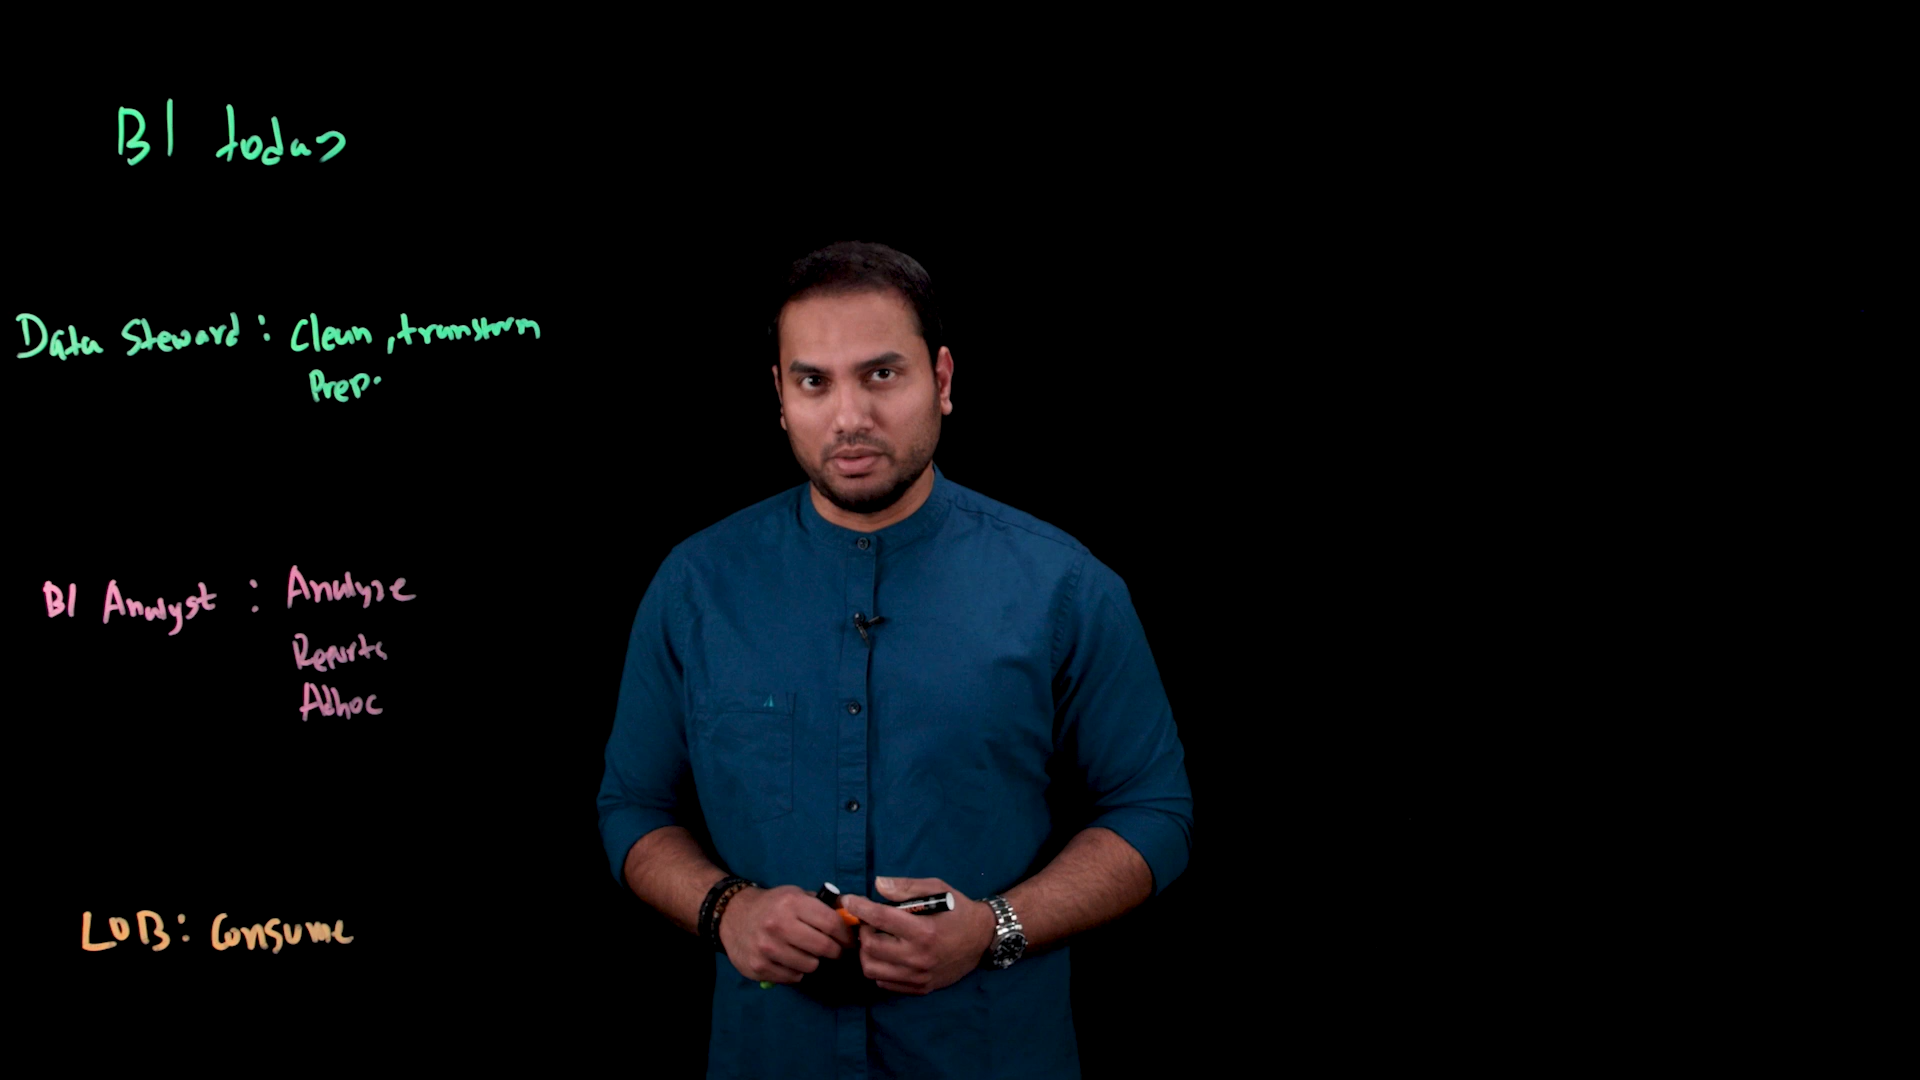 BI today
Data Steward : Clean, transform
Prep.
BI Analyst : Analyze
Reports
Adhoc
LOB : Consume